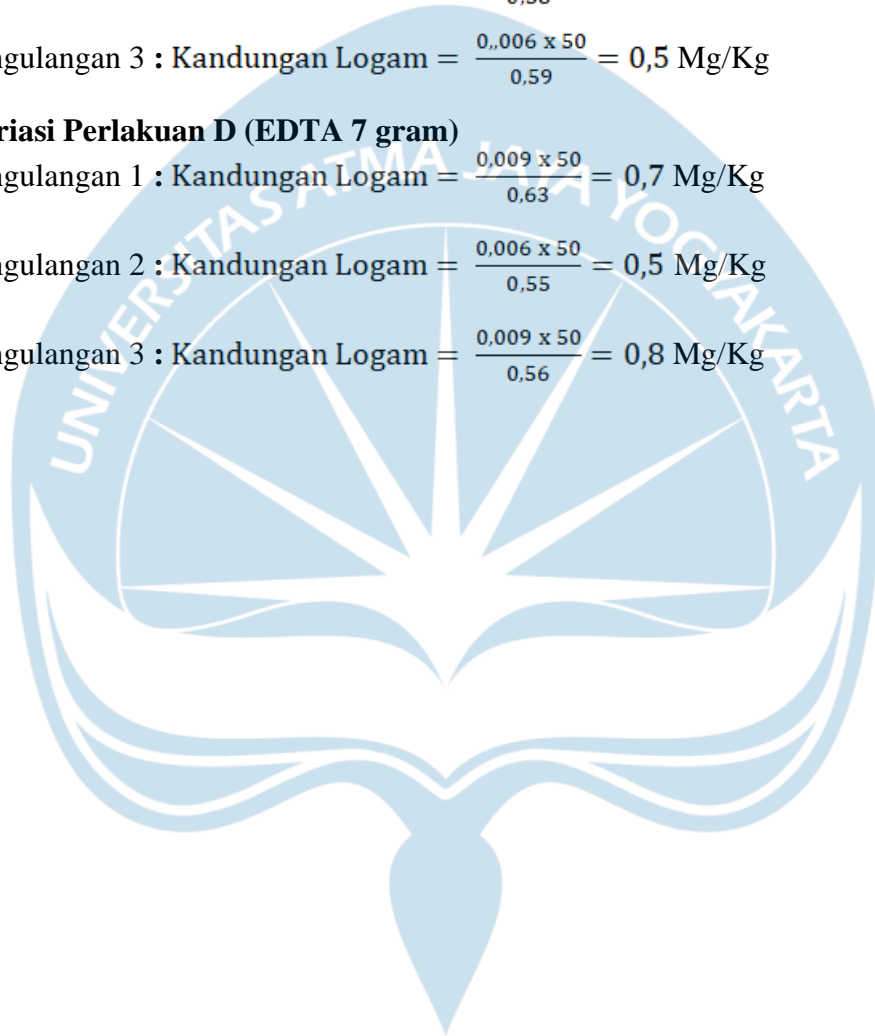 ngulangan 3 : Kandungan Logam = 0,,006 x 50 / 0,59 = 0,5 Mg/Kg
riasi Perlakuan D (EDTA 7 gram)
ngulangan 1 : Kandungan Logam = 0,009 x 50 / 0,63 = 0,7 Mg/Kg
ngulangan 2 : Kandungan Logam = 0,006 x 50 / 0,55 = 0,5 Mg/Kg
ngulangan 3 : Kandungan Logam = 0,009 x 50 / 0,56 = 0,8 Mg/Kg
UNIVERSITAS ATMA JAYA YOGYAKARTA